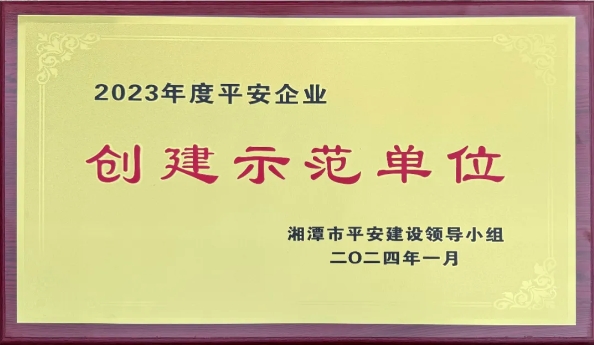 2023年度平安企业
创建示范单位
湘潭市平安建设领导小组
二〇二四年一月